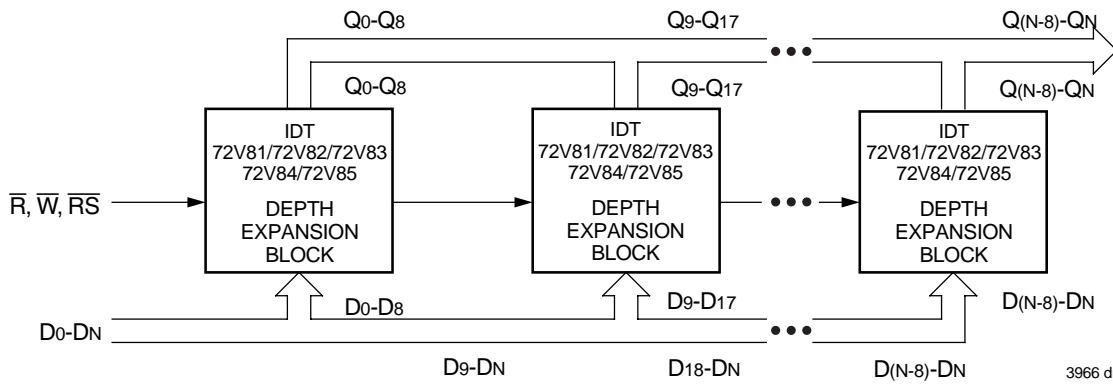 Q0-Q8 Q9-Q17 Q(N-8)-QN
Q0-Q8 Q9-Q17 Q(N-8)-QN
IDT
72V81/72V82/72V83
72V84/72V85
DEPTH
EXPANSION
BLOCK
IDT
72V81/72V82/72V83
72V84/72V85
DEPTH
EXPANSION
BLOCK
IDT
72V81/72V82/72V83
72V84/72V85
DEPTH
EXPANSION
BLOCK
R̅, W̅, R̅S̅
D0-D8 D9-D17 D(N-8)-DN
D0-DN
D9-DN D18-DN D(N-8)-DN
3966 d